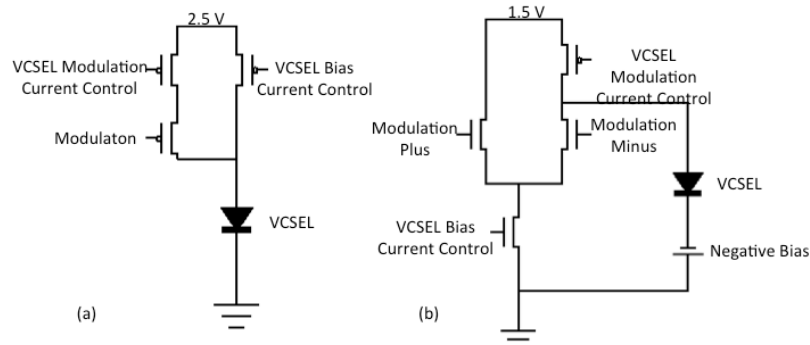 2.5 V
VCSEL Modulation
Current Control
VCSEL Bias
Current Control
Modulaton
VCSEL
(a)
1.5 V
VCSEL
Modulation
Current Control
Modulation
Plus
Modulation
Minus
VCSEL
VCSEL Bias
Current Control
Negative Bias
(b)